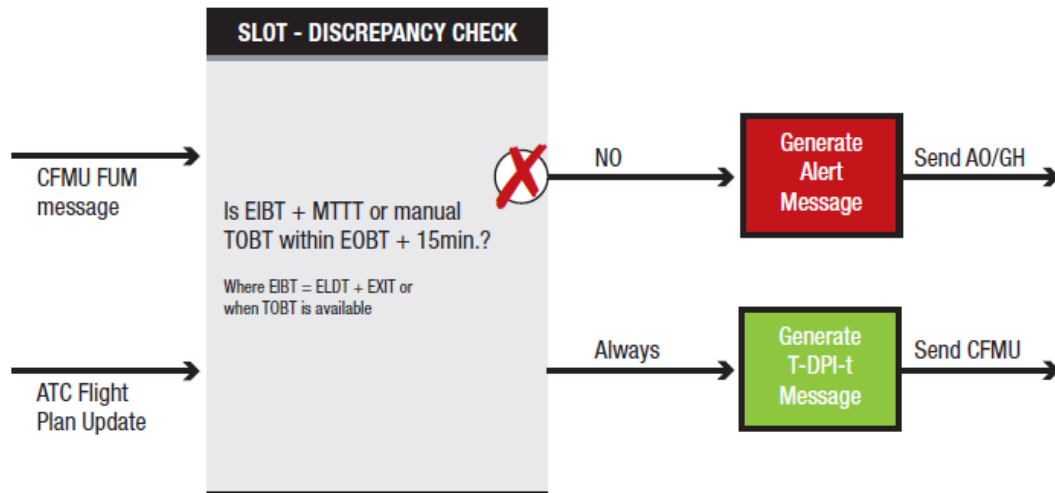 SLOT - DISCREPANCY CHECK
CFMU FUM
message
Is EIBT + MTTT or manual
TOBT within EOBT + 15min.?
Where EIBT = ELDT + EXIT or
when TOBT is available
NO
Generate
Alert
Message
Send AO/GH
ATC Flight
Plan Update
Always
Generate
T-DPI-t
Message
Send CFMU